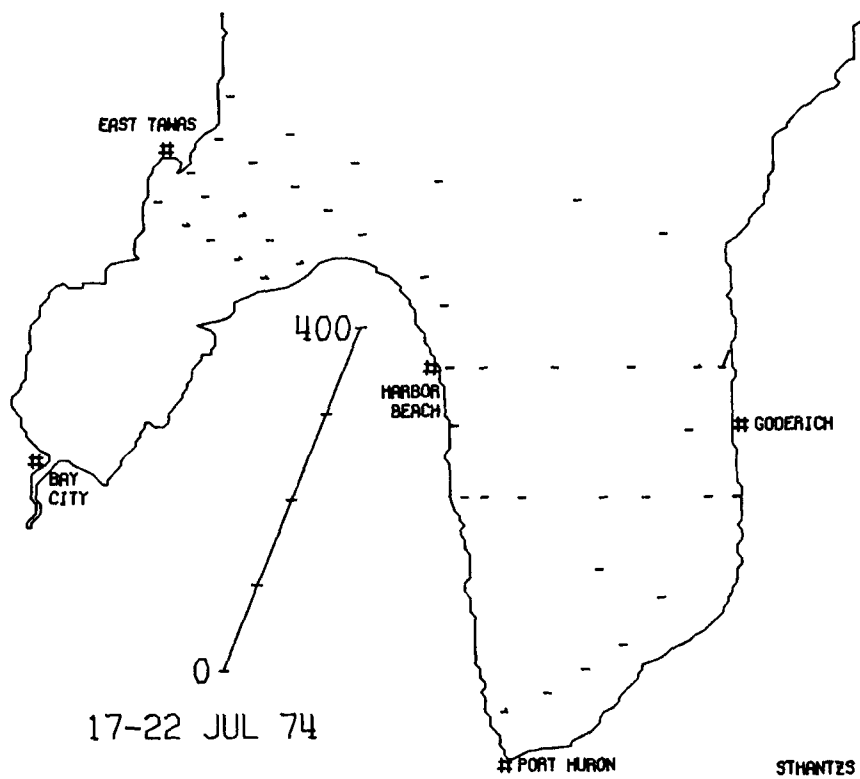 EAST TAWAS
400
HARBOR
BEACH
GODERICH
BAY
CITY
0
17-22 JUL 74
PORT HURON
STHANTZS